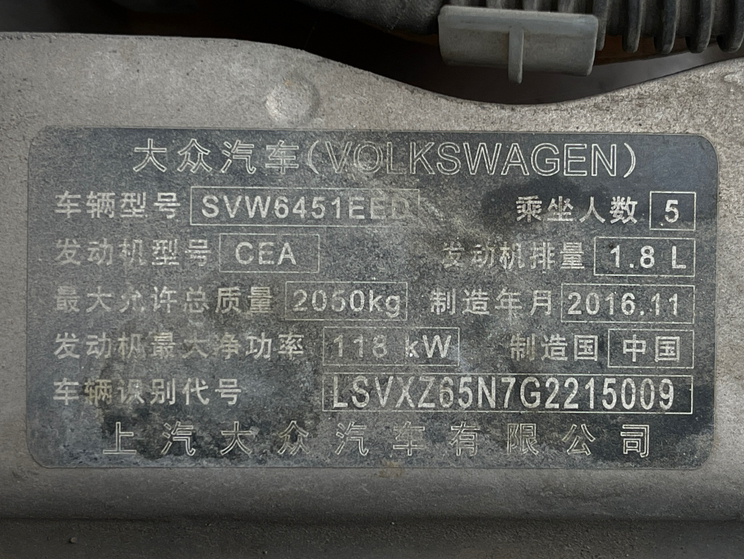 大众汽车(VOLKSWAGEN)
车辆型号 SVW6451EED 乘坐人数 5
发动机型号 CEA 发动机排量 1.8 L
最大允许总质量 2050kg 制造年月 2016.11
发动机最大净功率 118 kW 制造国 中国
车辆识别代号 LSVXZ65N7G2215009
上汽大众汽车有限公司